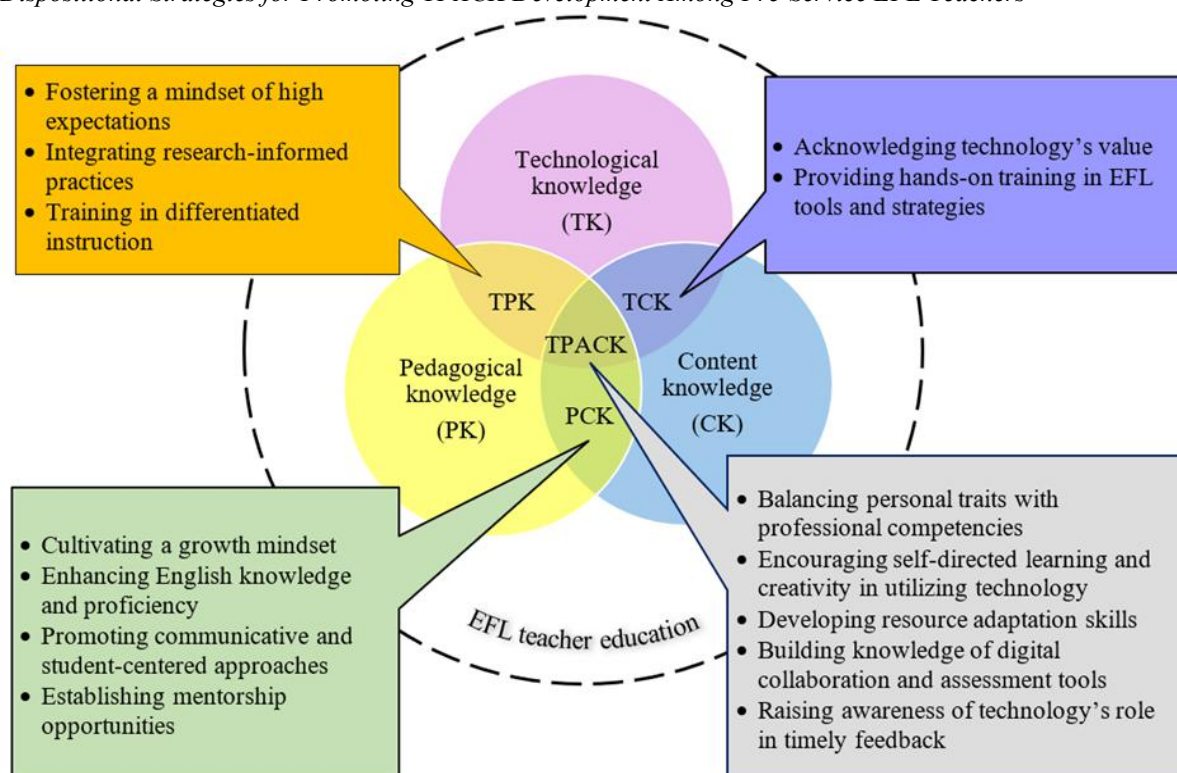 Dispositional Strategies for Promoting TPACK Development Among Pre-Service EFL Teachers
• Fostering a mindset of high
expectations
• Integrating research-informed
practices
• Training in differentiated
instruction
• Acknowledging technology’s value
• Providing hands-on training in EFL
tools and strategies
Technological
knowledge
(TK)
TPK
TCK
TPACK
Pedagogical
knowledge
(PK)
Content
knowledge
(CK)
PCK
• Cultivating a growth mindset
• Enhancing English knowledge
and proficiency
• Promoting communicative and
student-centered approaches
• Establishing mentorship
opportunities
• Balancing personal traits with
professional competencies
• Encouraging self-directed learning and
creativity in utilizing technology
• Developing resource adaptation skills
• Building knowledge of digital
collaboration and assessment tools
• Raising awareness of technology’s role
in timely feedback
EFL teacher education